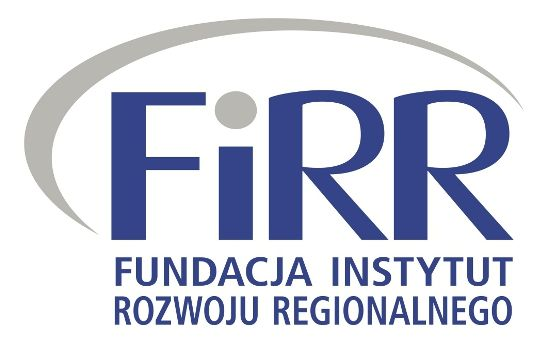 FiRR
FUNDACJA INSTYTUT
ROZWOJU REGIONALNEGO